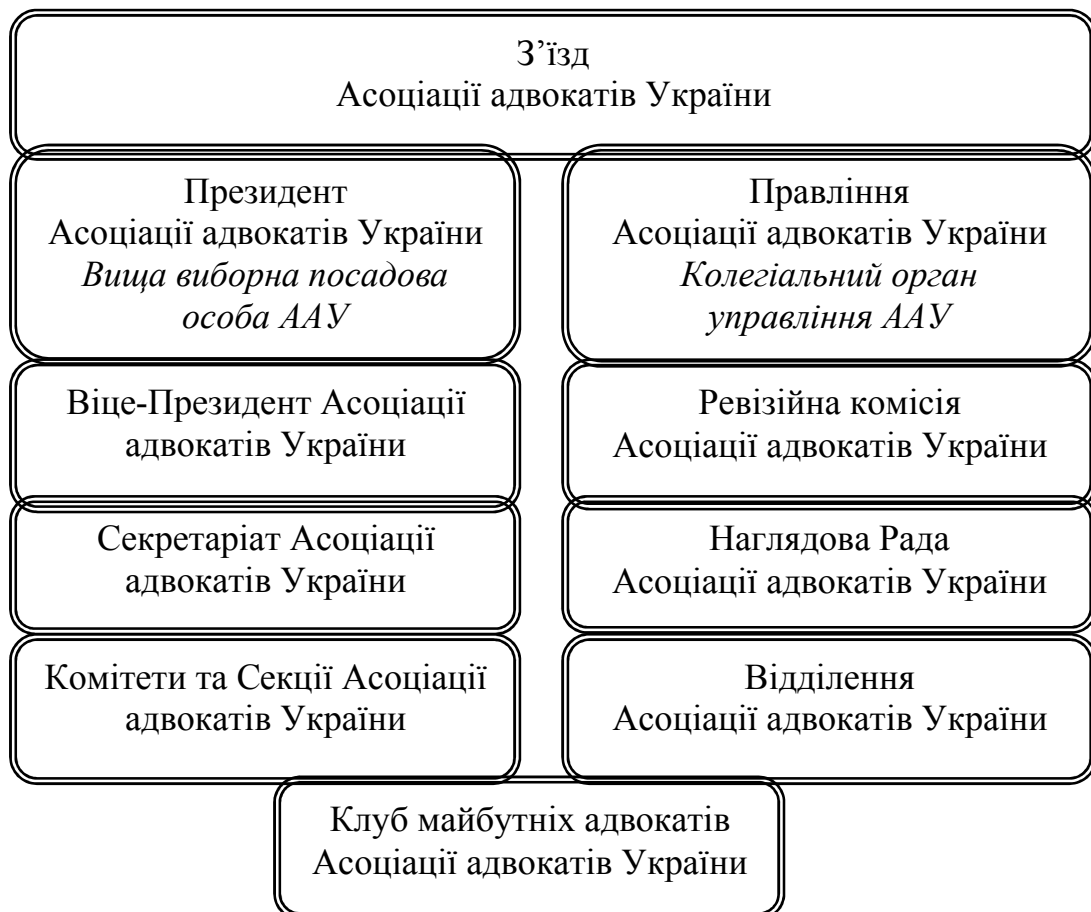 З’їзд
Асоціації адвокатів України
Президент
Асоціації адвокатів України
Вища виборна посадова
особа ААУ
Правління
Асоціації адвокатів України
Колегіальний орган
управління ААУ
Віце-Президент Асоціації
адвокатів України
Ревізійна комісія
Асоціації адвокатів України
Секретаріат Асоціації
адвокатів України
Наглядова Рада
Асоціації адвокатів України
Комітети та Секції Асоціації
адвокатів України
Відділення
Асоціації адвокатів України
Клуб майбутніх адвокатів
Асоціації адвокатів України